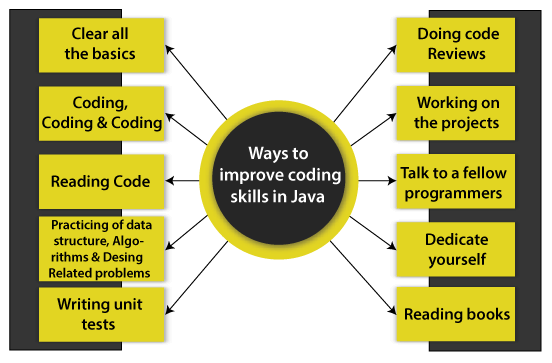 Clear all
the basics
Coding,
Coding & Coding
Reading Code
Practicing of data
structure, Algo-
rithms & Desing
Related problems
Writing unit
tests
Ways to
improve coding
skills in Java
Doing code
Reviews
Working on
the projects
Talk to a fellow
programmers
Dedicate
yourself
Reading books